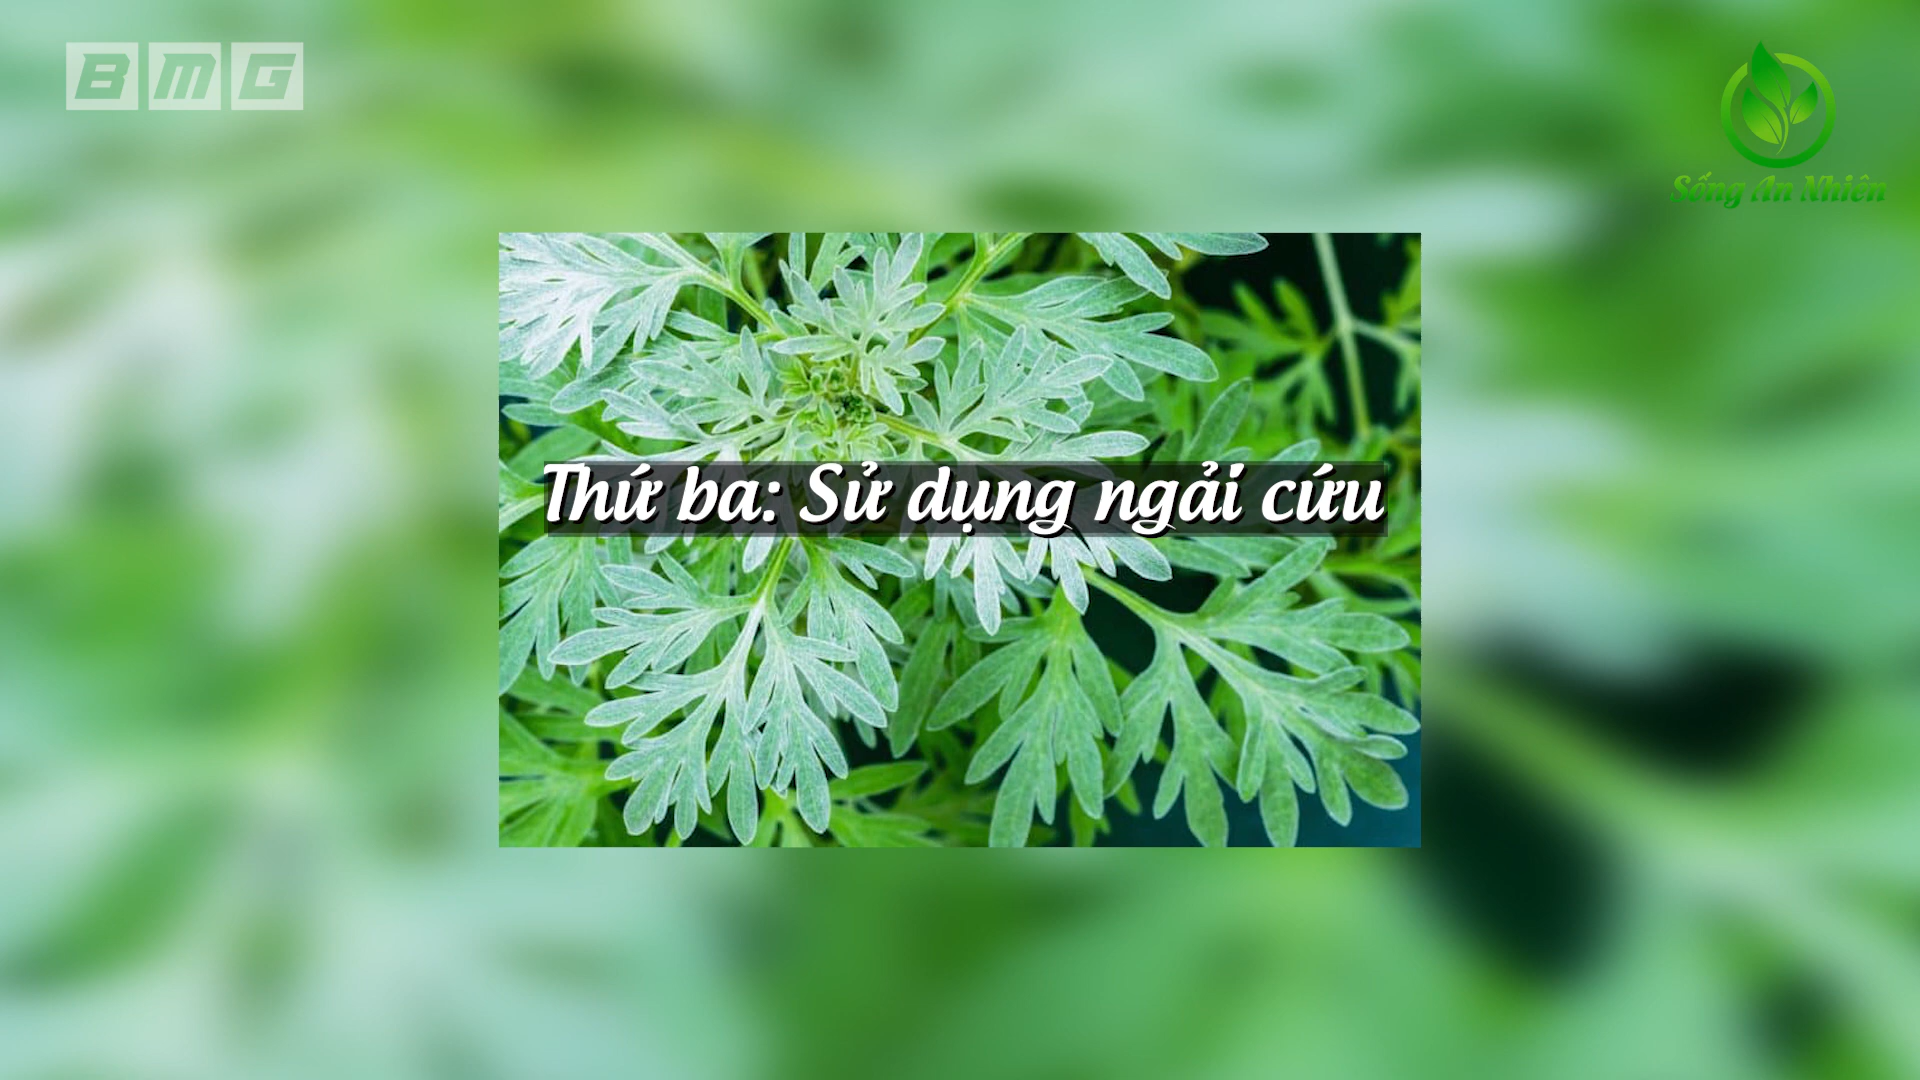 BMG
Sống An Nhiên
Thứ ba: Sử dụng ngải cứu